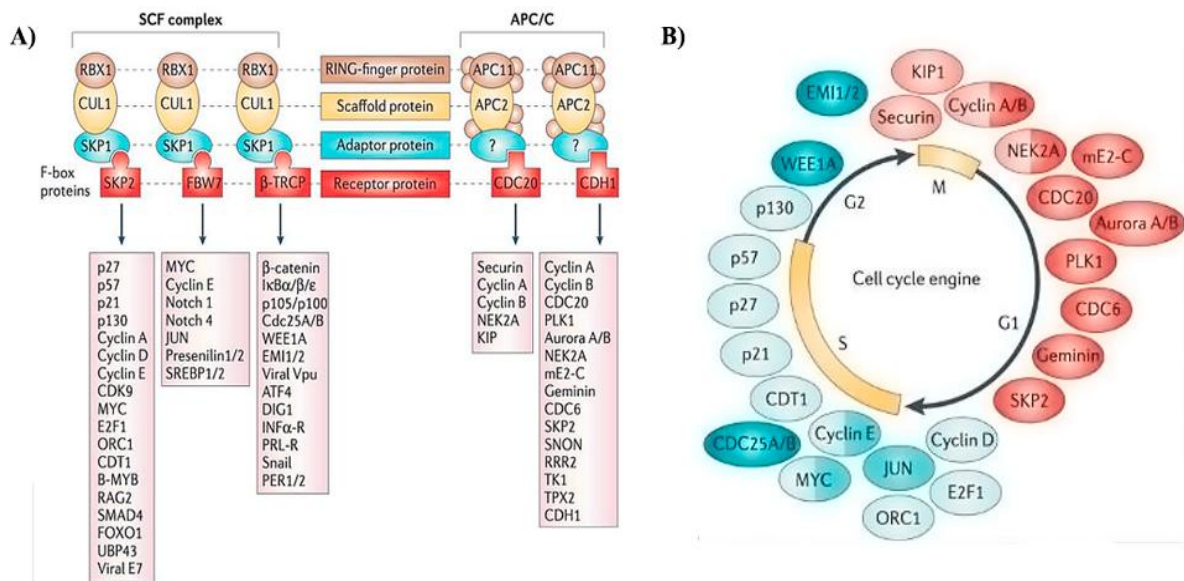 A)
SCF complex
APC/C
RBX1
RBX1
RBX1
RING-finger protein
APC11
APC11
CUL1
CUL1
CUL1
Scaffold protein
APC2
APC2
SKP1
SKP1
SKP1
Adaptor protein
?
?
F-box
proteins
SKP2
FBW7
β-TRCP
Receptor protein
CDC20
CDH1
p27
p57
p21
p130
Cyclin A
Cyclin D
Cyclin E
CDK9
MYC
E2F1
ORC1
CDT1
B-MYB
RAG2
SMAD4
FOXO1
UBP43
Viral E7
MYC
Cyclin E
Notch 1
Notch 4
JUN
Presenilin1/2
SREBP1/2
β-catenin
IκBα/β/ε
p105/p100
Cdc25A/B
WEE1A
EMI1/2
Viral Vpu
ATF4
DIG1
INFα-R
PRL-R
Snail
PER1/2
Securin
Cyclin A
Cyclin B
NEK2A
KIP
Cyclin A
Cyclin B
CDC20
PLK1
Aurora A/B
NEK2A
mE2-C
Geminin
CDC6
SKP2
SNON
RRR2
TK1
TPX2
CDH1
B)
KIP1
EMI1/2
Securin
Cyclin A/B
WEE1A
NEK2A
mE2-C
M
G2
p130
CDC20
Aurora A/B
p57
PLK1
Cell cycle engine
p27
CDC6
G1
S
p21
Geminin
CDT1
SKP2
CDC25A/B
Cyclin E
Cyclin D
MYC
JUN
E2F1
ORC1